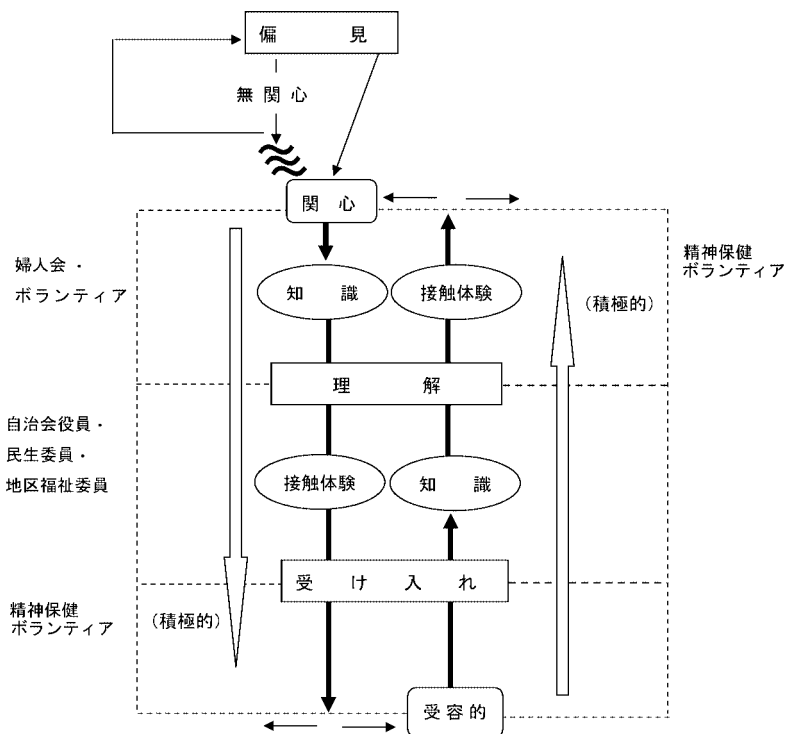 偏見
無関心
関心
婦人会・
ボランティア
知識
接触体験
(積極的)
精神保健
ボランティア
理解
自治会役員・
民生委員・
地区福祉委員
接触体験
知識
受け入れ
精神保健
ボランティア
(積極的)
受容的